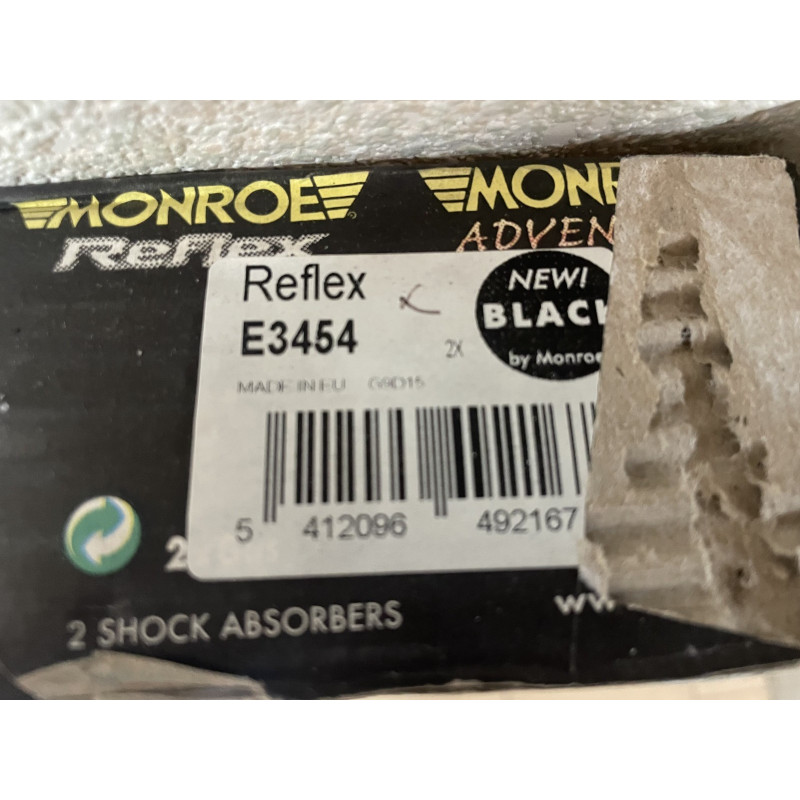 MONROE
Reflex
MONR
ADVEN
Reflex
E3454
2X
NEW!
BLACK
by Monroe
MADE IN EU G9D15
5 412096 492167
2 SHOCK ABSORBERS